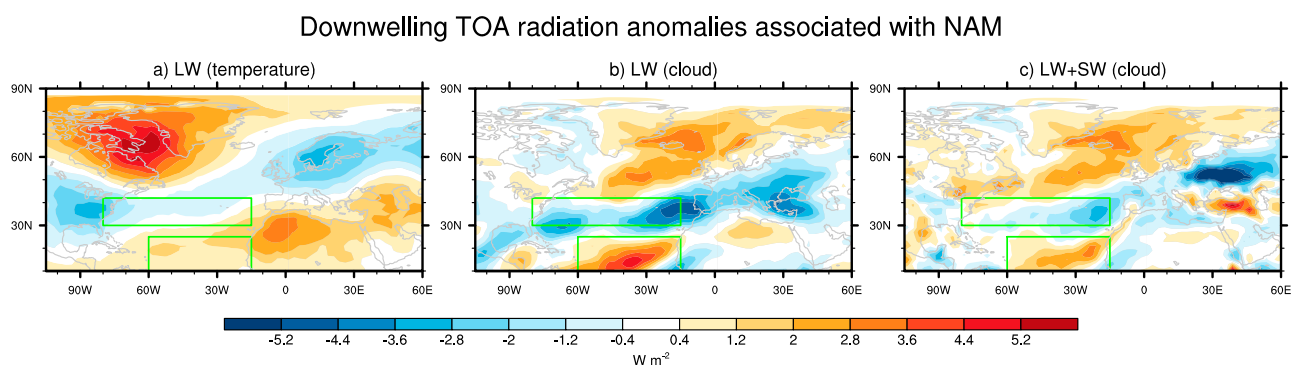 Downwelling TOA radiation anomalies associated with NAM
a) LW (temperature)
b) LW (cloud)
c) LW+SW (cloud)
90N
60N
30N
90W 60W 30W 0 30E 60E
90N
60N
30N
90W 60W 30W 0 30E 60E
90N
60N
30N
90W 60W 30W 0 30E 60E
-5.2 -4.4 -3.6 -2.8 -2 -1.2 -0.4 0.4 1.2 2 2.8 3.6 4.4 5.2
W m⁻²